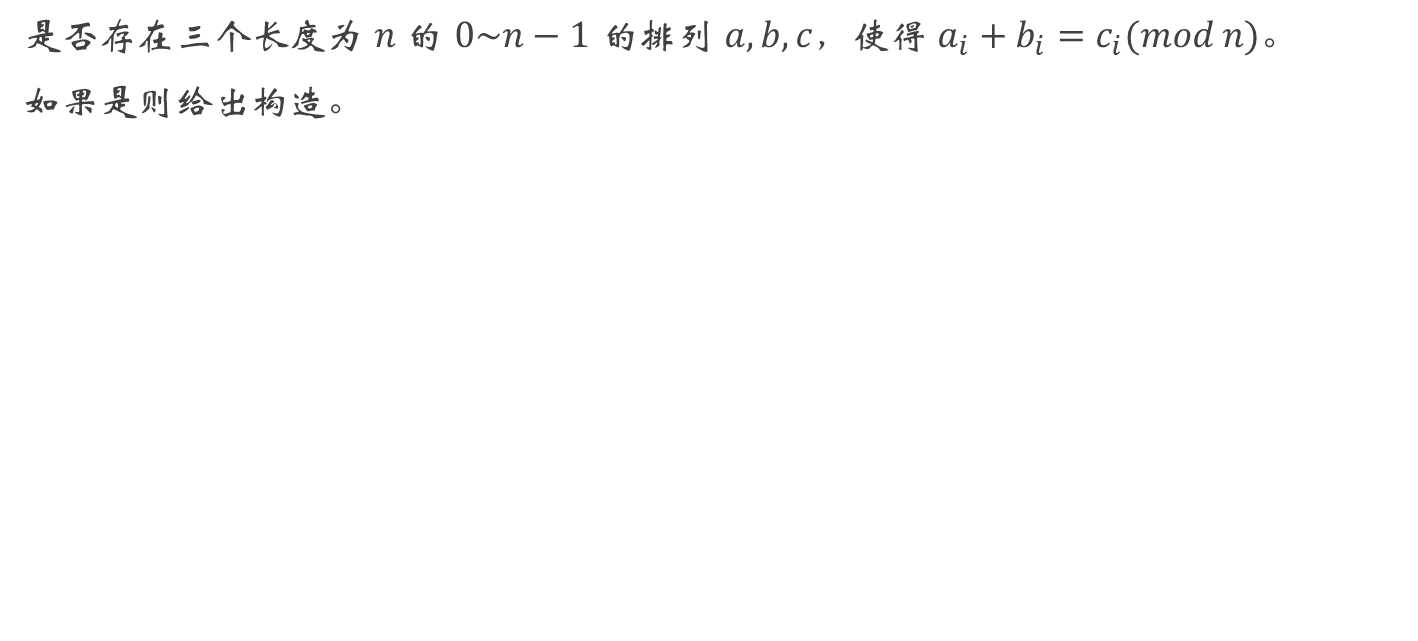 是否存在三个长度为 n 的 0~n − 1 的排列 a, b, c，使得 aᵢ + bᵢ = cᵢ(mod n)。
如果是则给出构造。